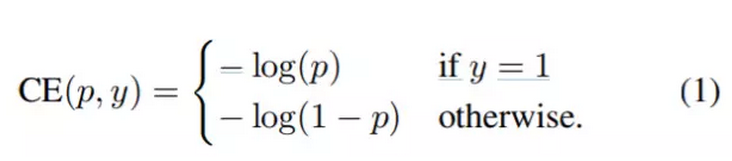 CE(p, y) = { − log(p) if y = 1 (1)
− log(1 − p) otherwise.